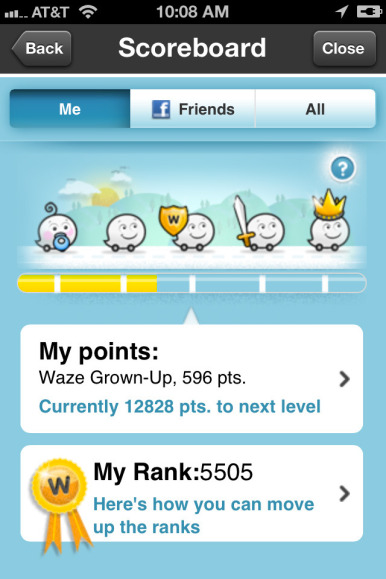 AT&T 10:08 AM
Back Scoreboard Close
Me f Friends All
?
W
My points:
Waze Grown-Up, 596 pts.
Currently 12828 pts. to next level
W
My Rank:5505
Here's how you can move
up the ranks